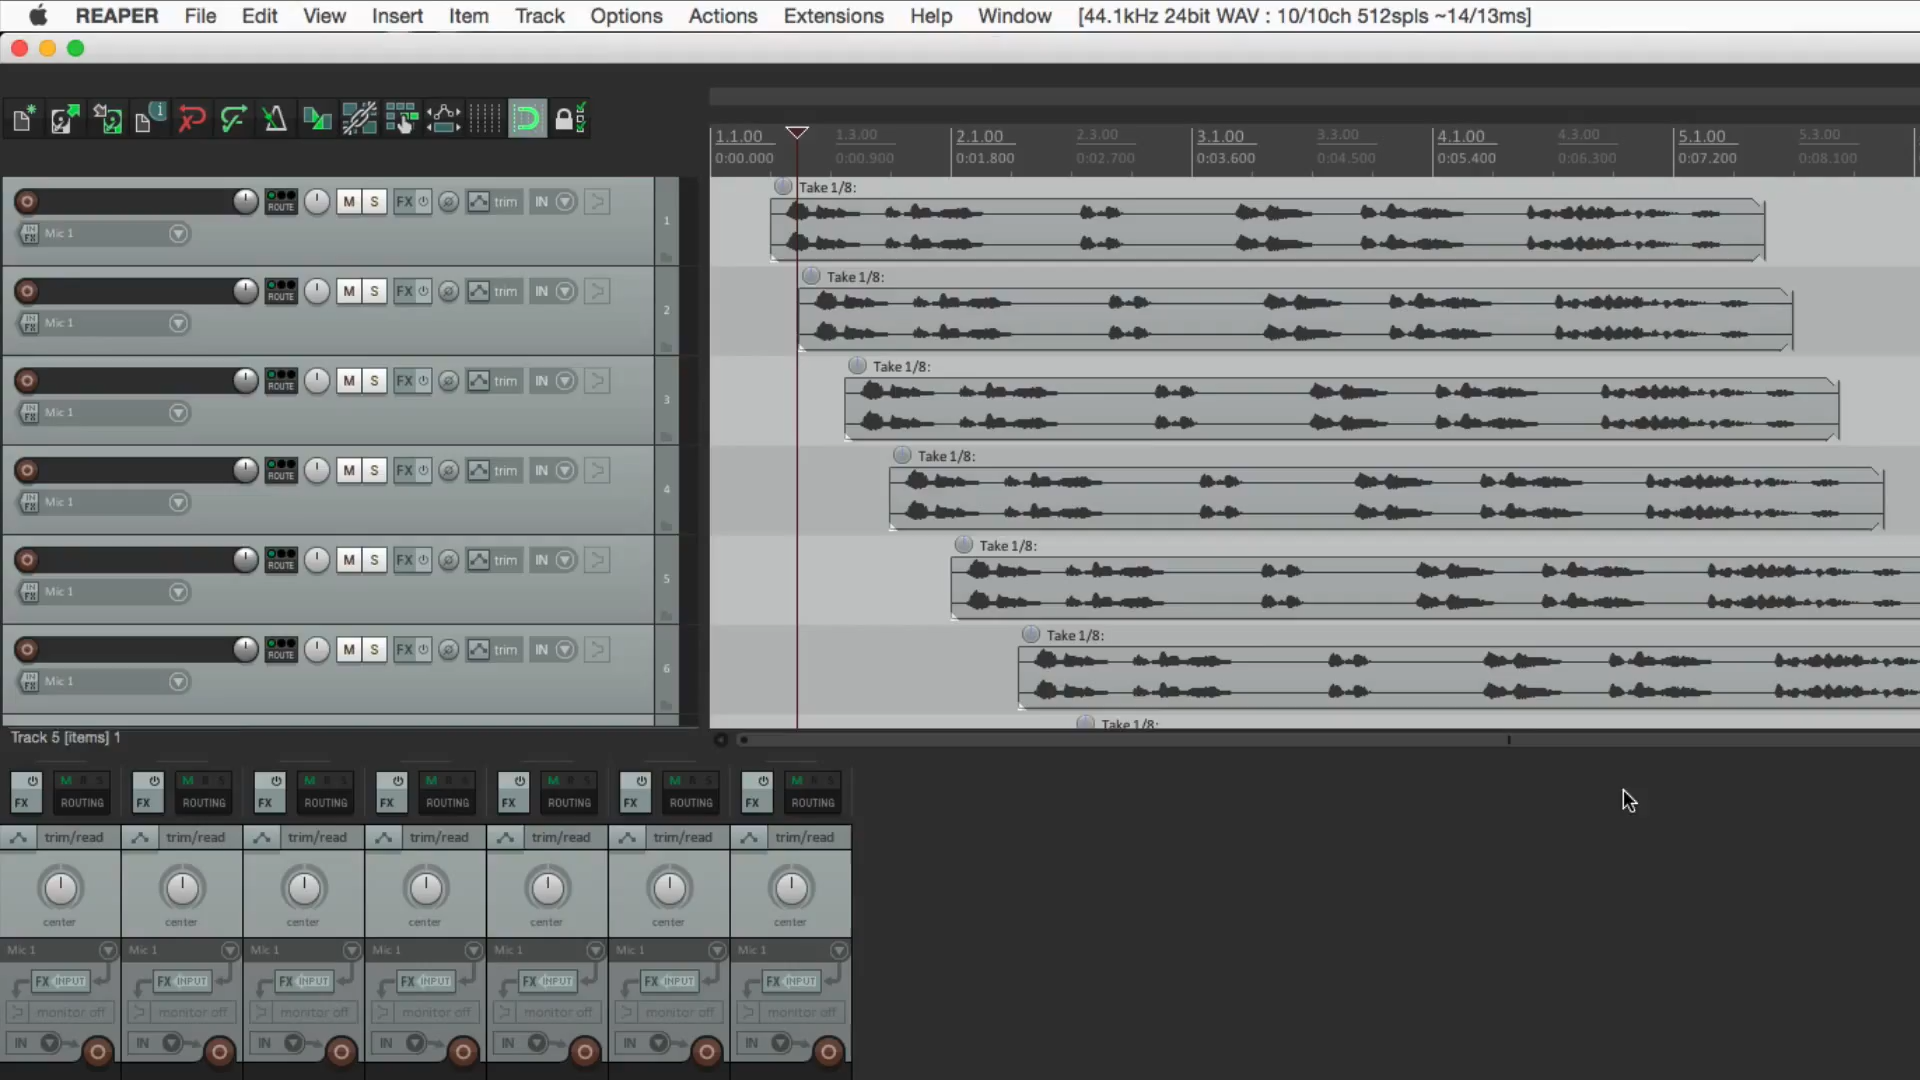 REAPER File Edit View Insert Item Track Options Actions Extensions Help Window [44.1kHz 24bit WAV : 10/10ch 512spls ~14/13ms]
1.1.00 1.3.00 2.1.00 2.3.00 3.1.00 3.3.00 4.1.00 4.3.00 5.1.00 5.3.00
0:00.000 0:00.900 0:01.800 0:02.700 0:03.600 0:04.500 0:05.400 0:06.300 0:07.200 0:08.100
Take 1/8:
ROUTE M S FX trim IN 1
IN FX Mic 1
Take 1/8:
ROUTE M S FX trim IN 2
IN FX Mic 1
Take 1/8:
ROUTE M S FX trim IN 3
IN FX Mic 1
Take 1/8:
ROUTE M S FX trim IN 4
IN FX Mic 1
Take 1/8:
ROUTE M S FX trim IN 5
IN FX Mic 1
Take 1/8:
ROUTE M S FX trim IN 6
IN FX Mic 1
Take 1/8:
Track 5 [items] 1
M R S M R S M R S M R S M R S M R S M R S
FX ROUTING FX ROUTING FX ROUTING FX ROUTING FX ROUTING FX ROUTING FX ROUTING
trim/read trim/read trim/read trim/read trim/read trim/read trim/read
center center center center center center center
Mic 1 Mic 1 Mic 1 Mic 1 Mic 1 Mic 1 Mic 1
FX INPUT FX INPUT FX INPUT FX INPUT FX INPUT FX INPUT FX INPUT
monitor off monitor off monitor off monitor off monitor off monitor off monitor off
IN IN IN IN IN IN IN